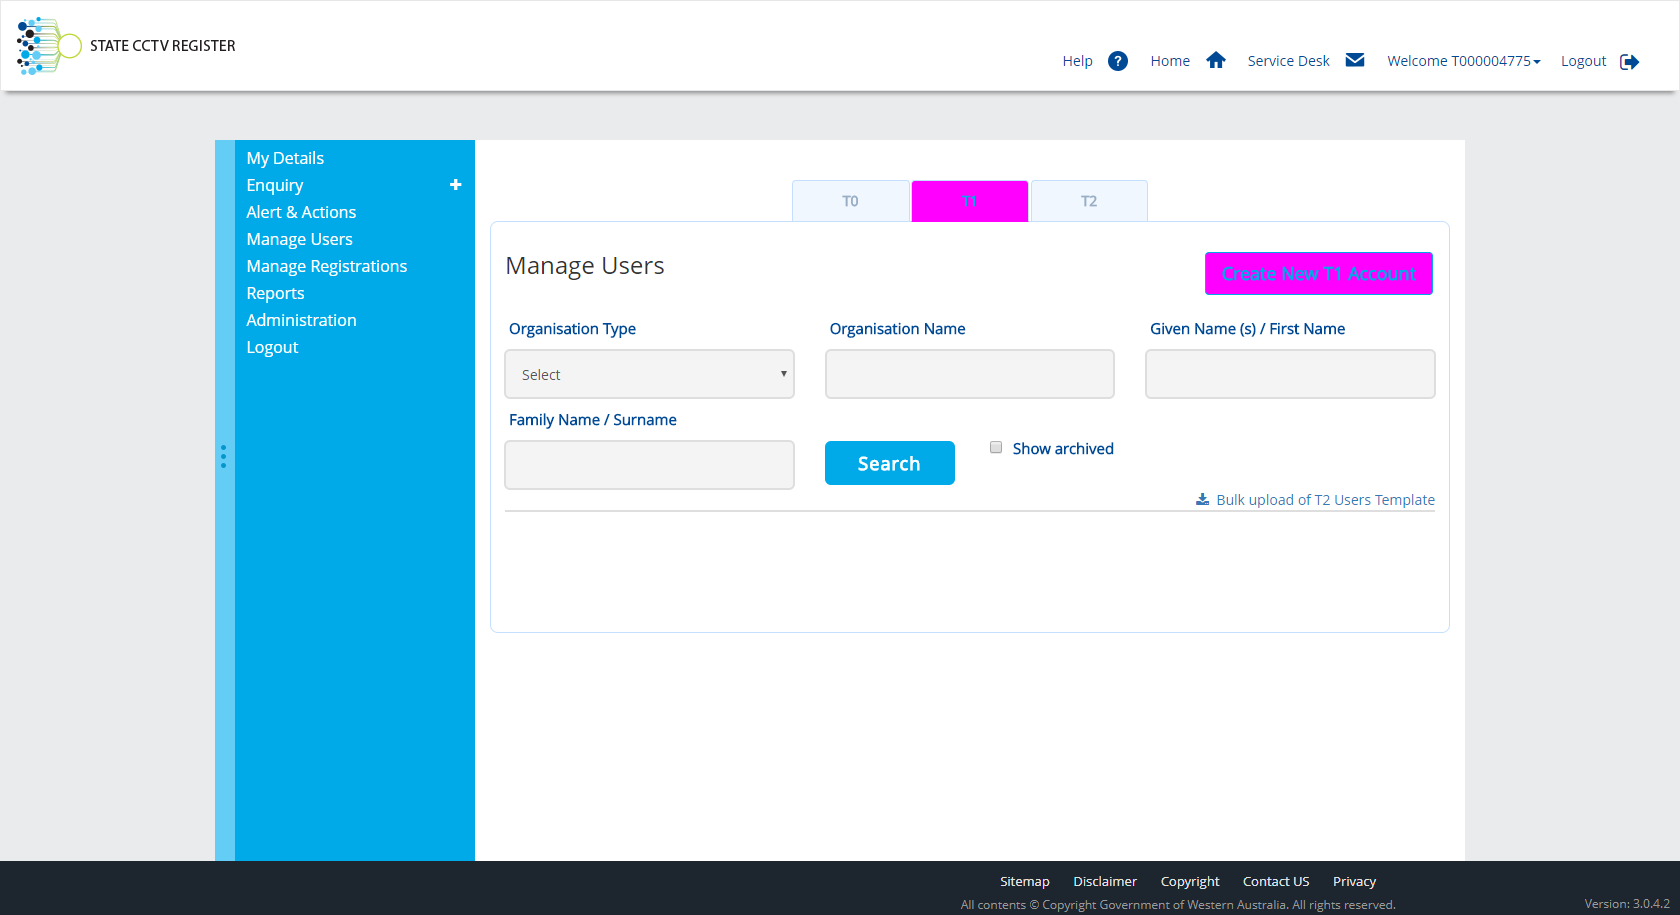 STATE CCTV REGISTER
Help ? Home Service Desk Welcome T000004775 Logout
My Details
Enquiry
Alert & Actions
Manage Users
Manage Registrations
Reports
Administration
Logout
T0 T1 T2
Manage Users
Create New T1 Account
Organisation Type Organisation Name Given Name (s) / First Name
Select
Family Name / Surname
Search
Show archived
Bulk upload of T2 Users Template
Sitemap Disclaimer Copyright Contact US Privacy
All contents © Copyright Government of Western Australia. All rights reserved.
Version: 3.0.4.2